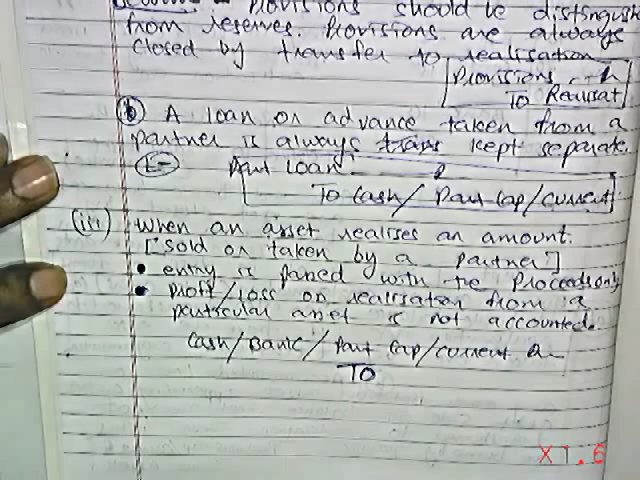 Provisions should be distinguish
from reserves. Provisions are always
closed by transfer to realisation
Provisions
To Realisat
(b) A loan or advance taken from a
partner is always trans kept separate.
Part Loan
To Cash/ Part Cap/current
(iii) When an asset realises an amount.
[sold or taken by a partner]
• entry is passed with the proceeds only
• profit/loss on realisation from a
particular asset is not accounted.
Cash/Bank/Part Cap/current a
TO
X1.6